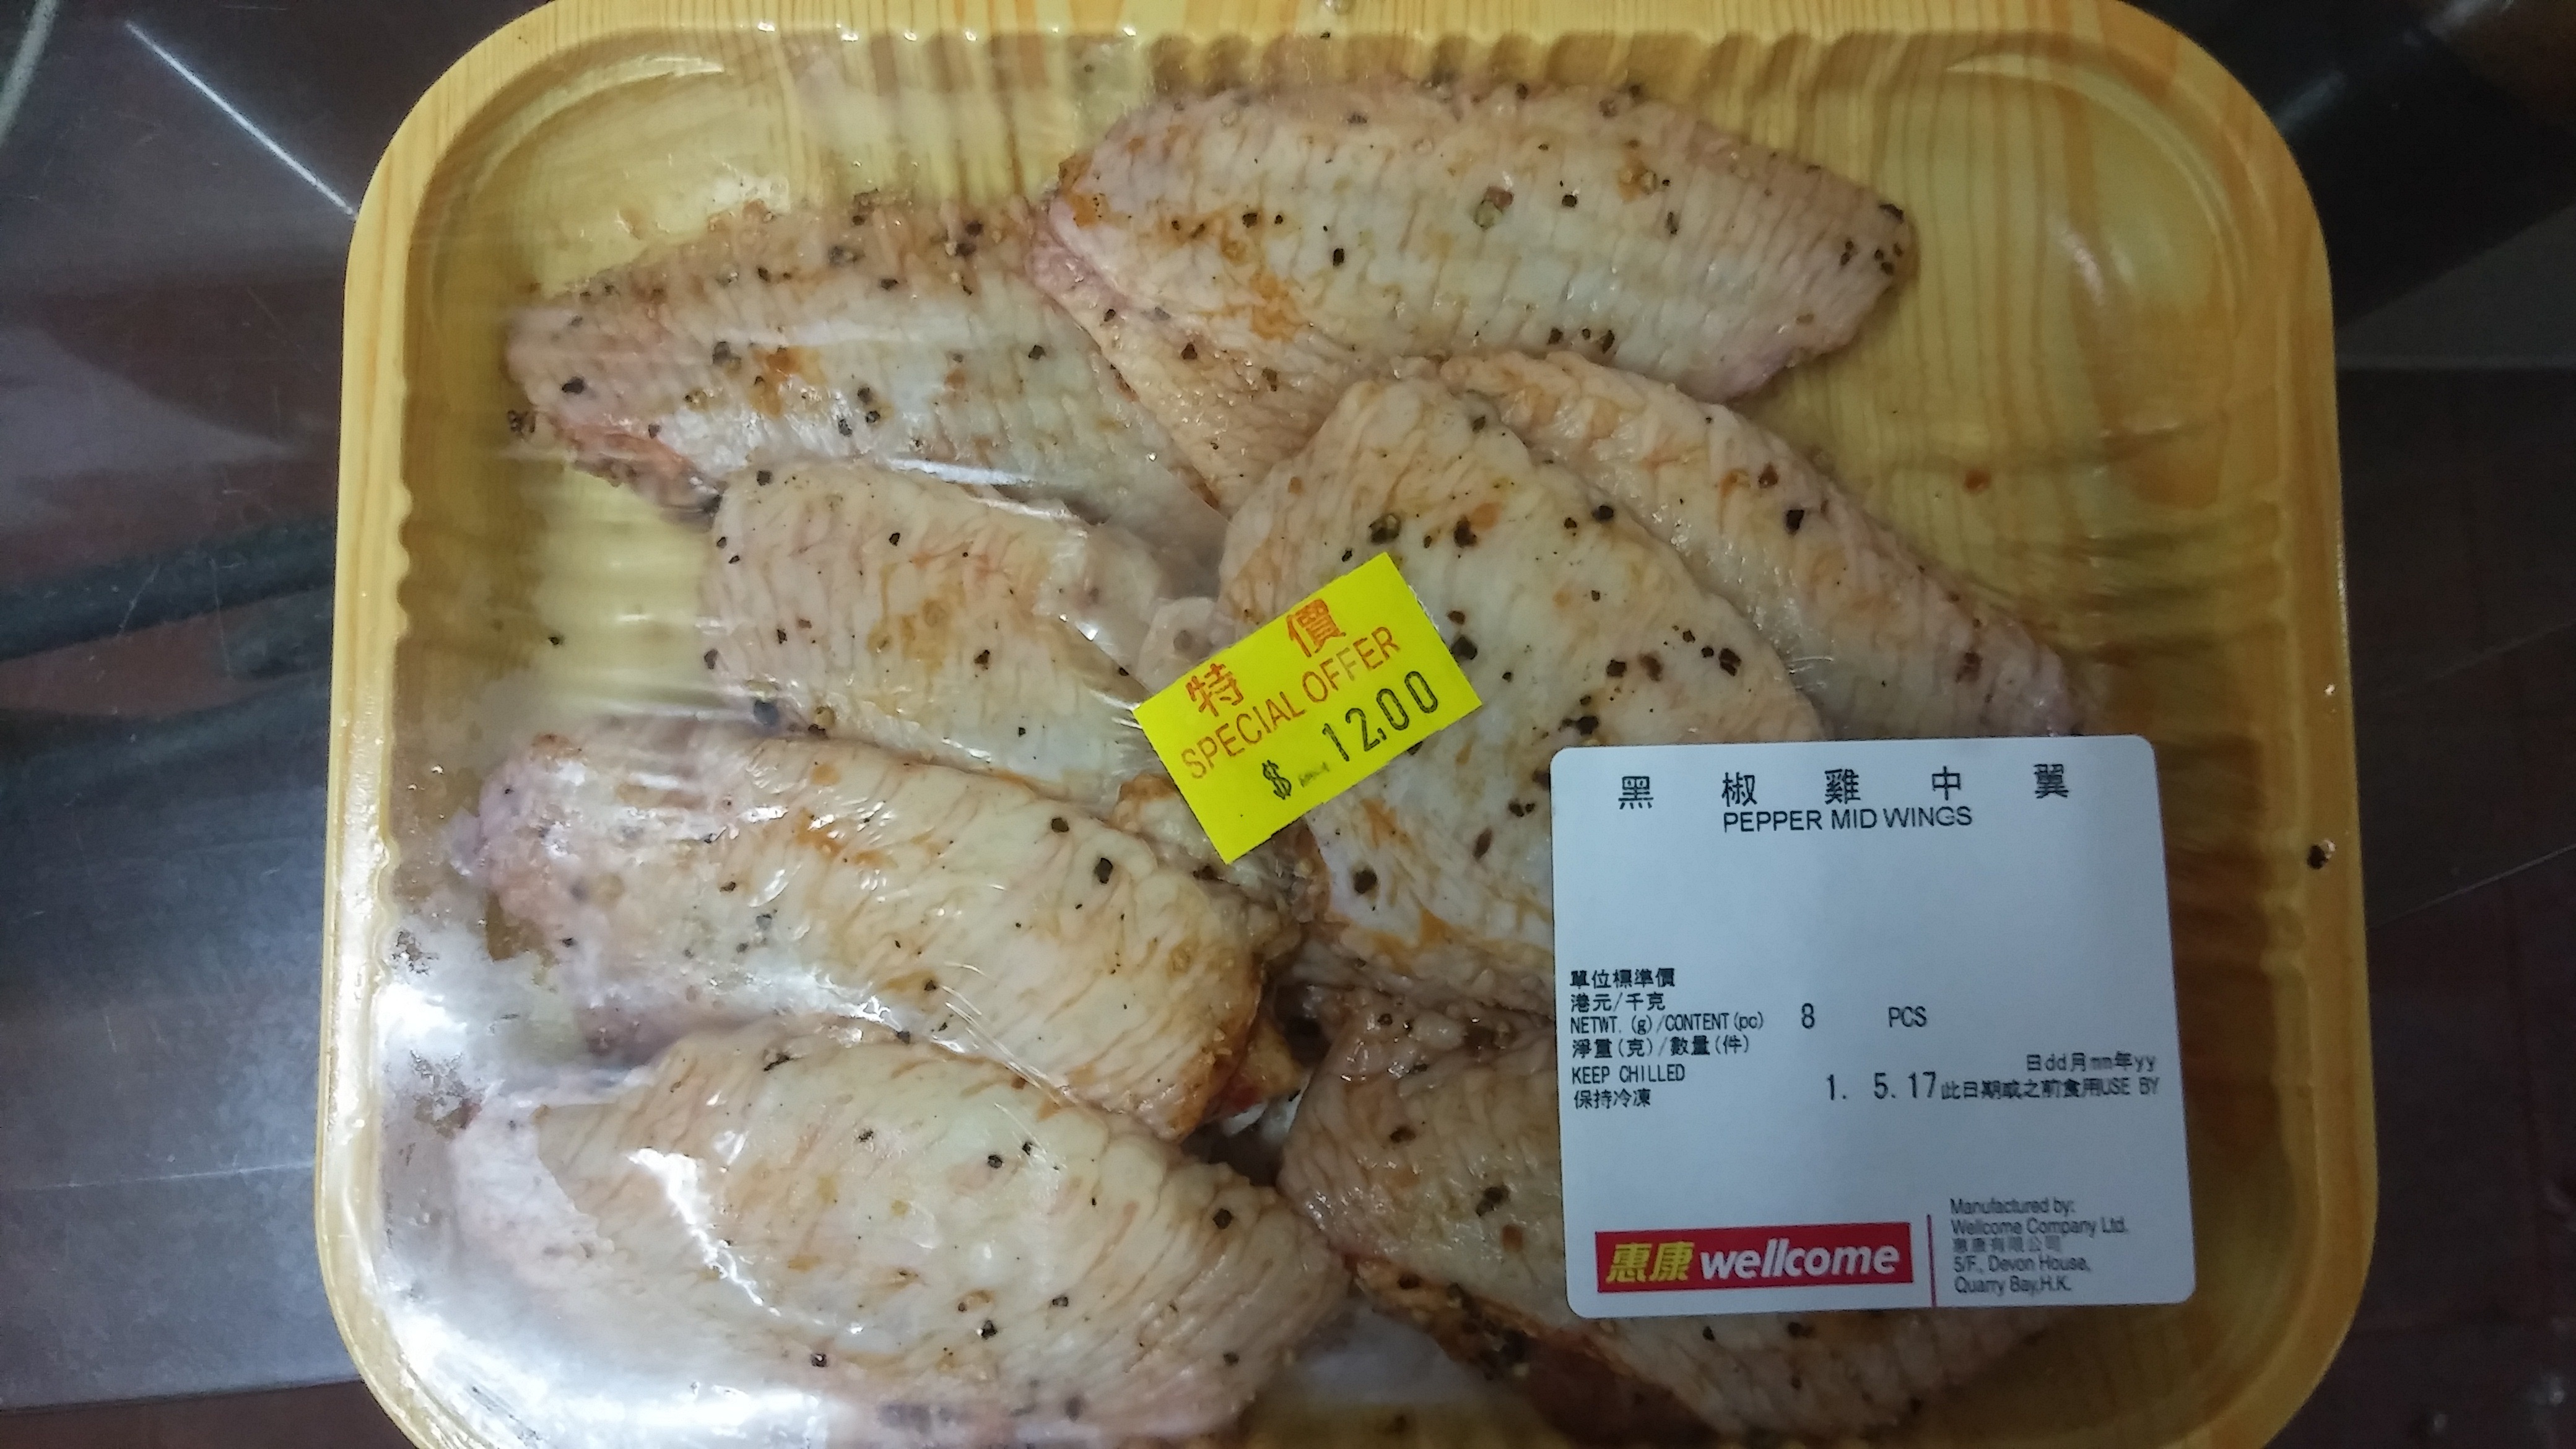 特 價
SPECIAL OFFER
$ 12.00
黑 椒 雞 中 翼
PEPPER MID WINGS
單位標準價
港元/千克
NETWT. (g)/CONTENT(pc) 8 PCS
淨重(克)/數量(件)
日dd月mm年yy
KEEP CHILLED
1. 5.17此日期或之前食用USE BY
保持冷凍
惠康 wellcome
Manufactured by:
Wellcome Company Ltd.
惠康有限公司
5/F., Devon House,
Quarry Bay,H.K.